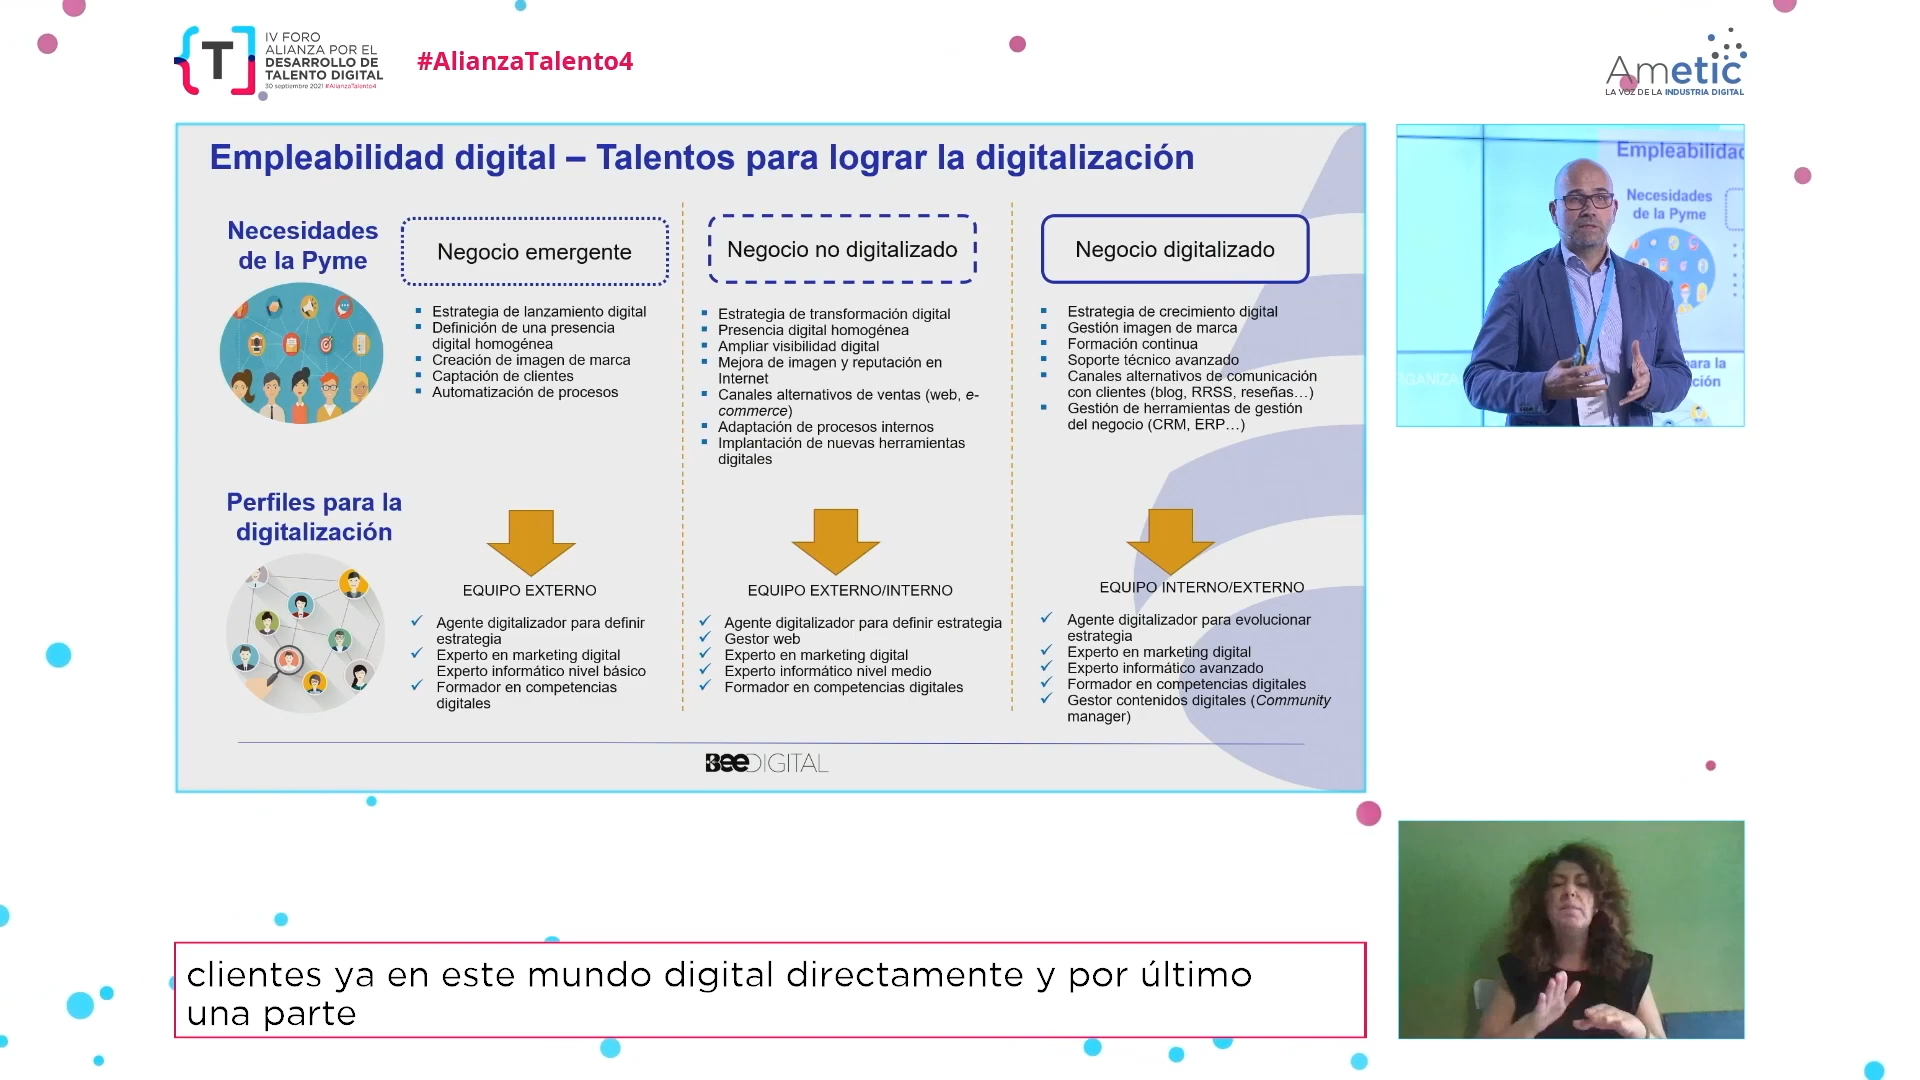 IV FORO
ALIANZA POR EL
DESARROLLO DE
TALENTO DIGITAL
30 septiembre 2021 #AlianzaTalento4
{T]
#AlianzaTalento4
Ametic
LA VOZ DE LA INDUSTRIA DIGITAL
Empleabilidad digital – Talentos para lograr la digitalización
Necesidades
de la Pyme
Negocio emergente
Estrategia de lanzamiento digital
Definición de una presencia
digital homogénea
Creación de imagen de marca
Captación de clientes
Automatización de procesos
Negocio no digitalizado
Estrategia de transformación digital
Presencia digital homogénea
Ampliar visibilidad digital
Mejora de imagen y reputación en
Internet
Canales alternativos de ventas (web, e-
commerce)
Adaptación de procesos internos
Implantación de nuevas herramientas
digitales
Negocio digitalizado
Estrategia de crecimiento digital
Gestión imagen de marca
Formación continua
Soporte técnico avanzado
Canales alternativos de comunicación
con clientes (blog, RRSS, reseñas…)
Gestión de herramientas de gestión
del negocio (CRM, ERP…)
Perfiles para la
digitalización
EQUIPO EXTERNO
Agente digitalizador para definir
estrategia
Experto en marketing digital
Experto informático nivel básico
Formador en competencias
digitales
EQUIPO EXTERNO/INTERNO
Agente digitalizador para definir estrategia
Gestor web
Experto en marketing digital
Experto informático nivel medio
Formador en competencias digitales
EQUIPO INTERNO/EXTERNO
Agente digitalizador para evolucionar
estrategia
Experto en marketing digital
Experto informático avanzado
Formador en competencias digitales
Gestor contenidos digitales (Community
manager)
BeeDIGITAL
Empleabilidad
Necesidades
de la Pyme
para la
ción
clientes ya en este mundo digital directamente y por último
una parte